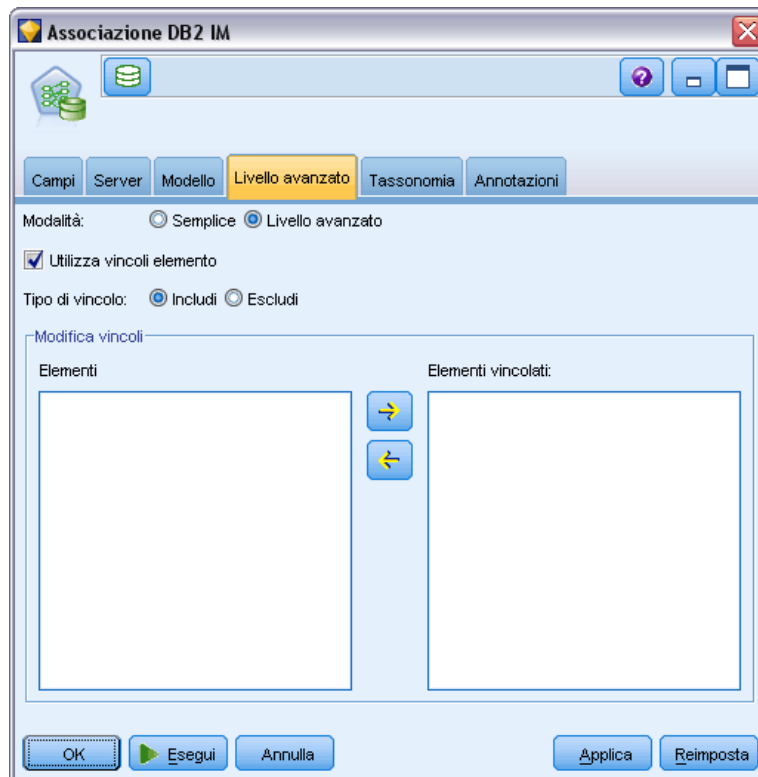 Associazione DB2 IM
Campi Server Modello Livello avanzato Tassonomia Annotazioni
Modalità: Semplice Livello avanzato
Utilizza vincoli elemento
Tipo di vincolo: Includi Escludi
Modifica vincoli
Elementi Elementi vincolati:
OK Esegui Annulla Applica Reimposta